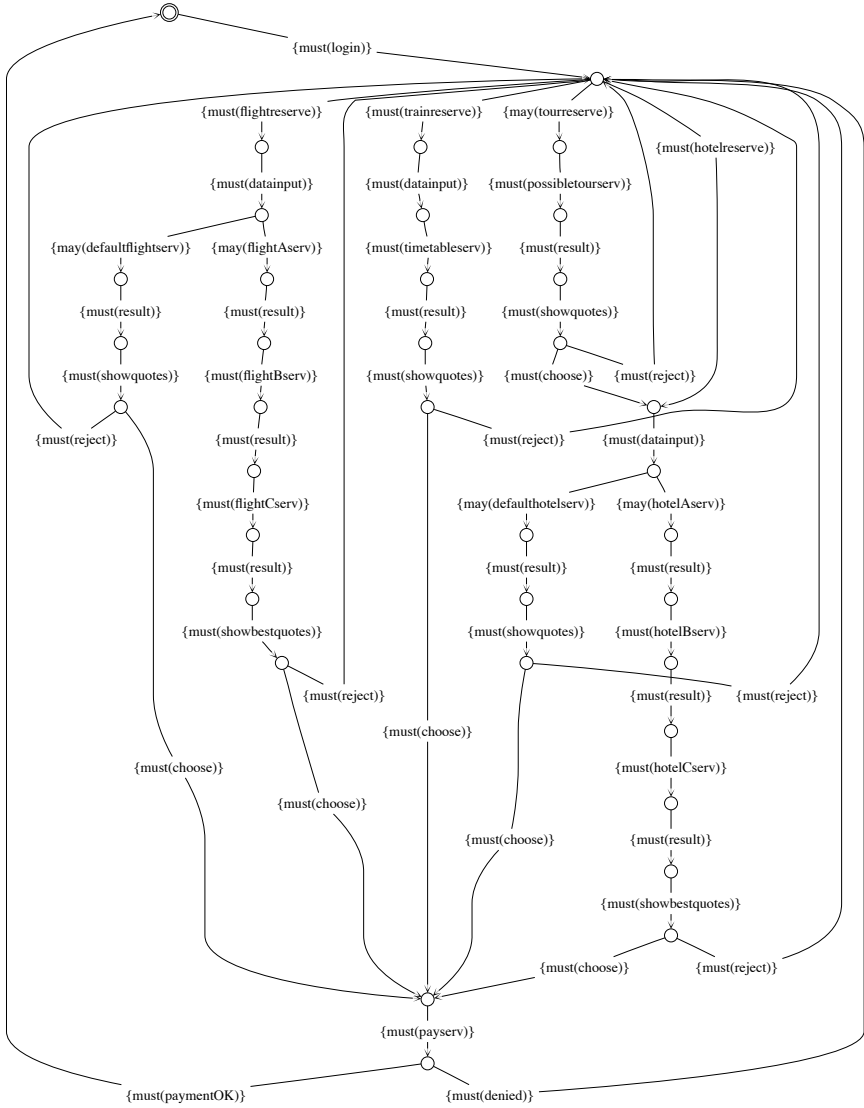 {must(login)}
{must(flightreserve)} {must(trainreserve)} {may(tourreserve)}
{must(hotelreserve)}
{must(datainput)} {must(datainput)} {must(possibletourserv)}
{may(defaultflightserv)} {may(flightAserv)} {must(timetableserv)} {must(result)}
{must(result)} {must(result)} {must(result)} {must(showquotes)}
{must(showquotes)} {must(flightBserv)} {must(showquotes)} {must(choose)} {must(reject)}
{must(reject)} {must(result)} {must(reject)} {must(datainput)}
{must(flightCserv)} {may(defaulthotelserv)} {may(hotelAserv)}
{must(result)} {must(result)} {must(result)}
{must(showbestquotes)} {must(showquotes)} {must(hotelBserv)}
{must(reject)} {must(result)} {must(reject)}
{must(choose)}
{must(choose)} {must(hotelCserv)}
{must(choose)}
{must(choose)} {must(result)}
{must(showbestquotes)}
{must(choose)} {must(reject)}
{must(payserv)}
{must(paymentOK)} {must(denied)}